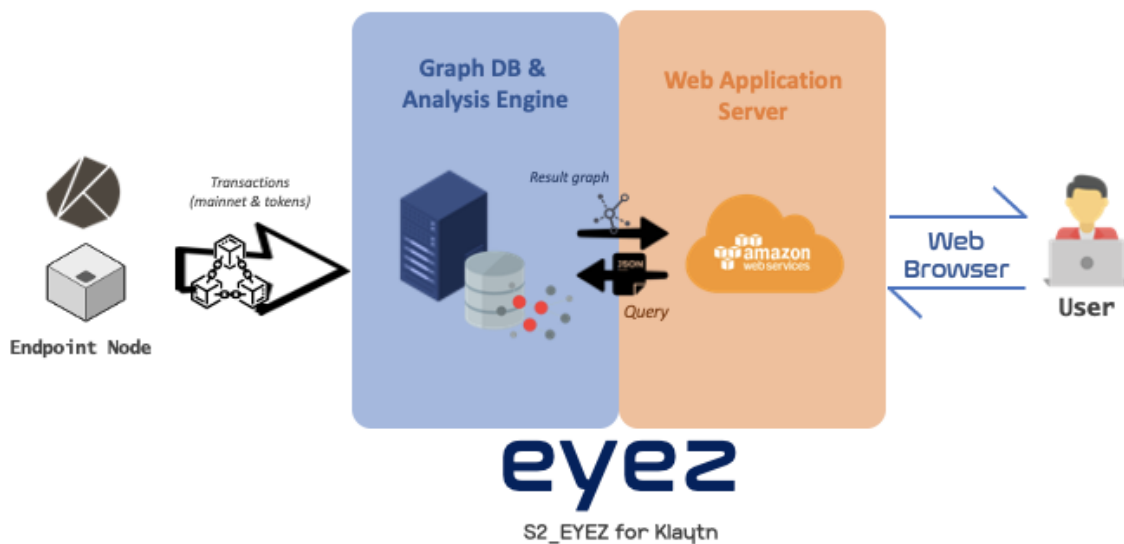 Graph DB &
Analysis Engine
Web Application
Server
Transactions
(mainnet & tokens)
Result graph
JSON
Query
amazon
web services
Web
Browser
User
Endpoint Node
eyez
S2_EYEZ for Klaytn